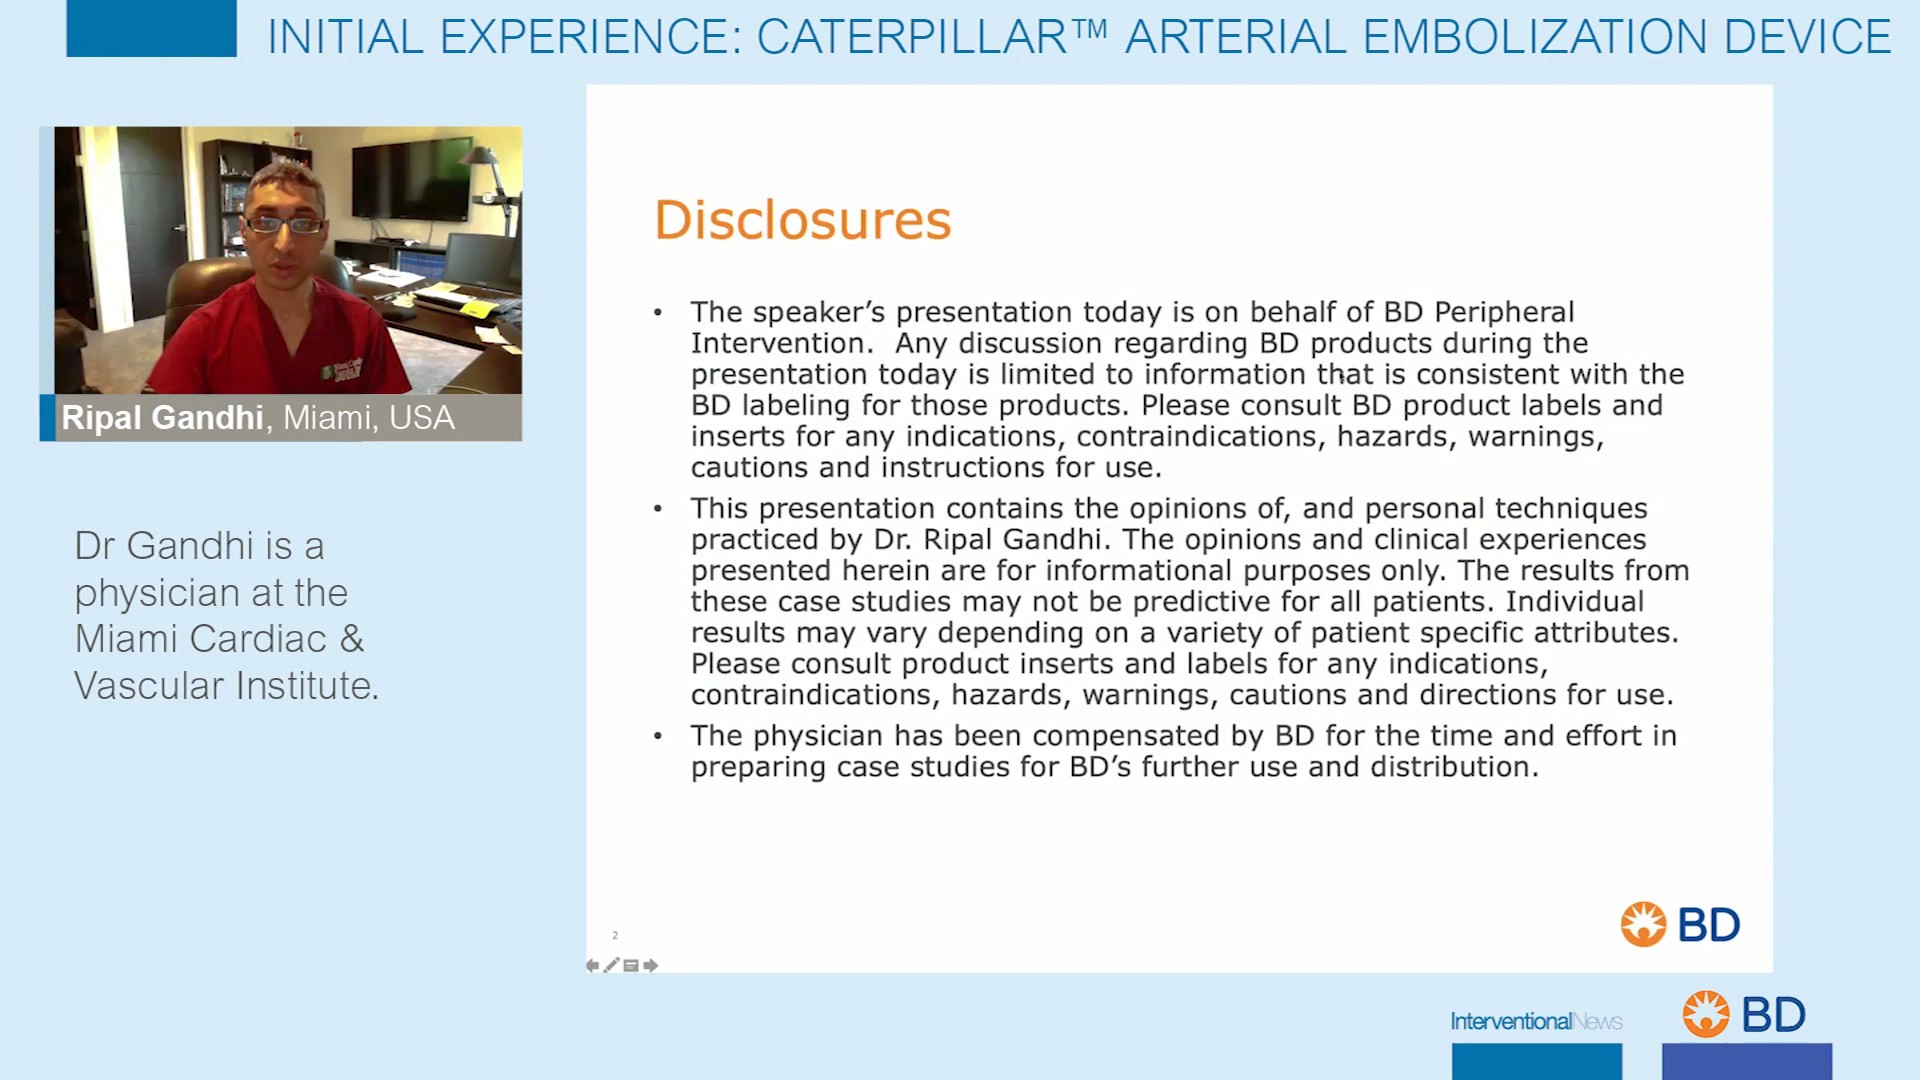 INITIAL EXPERIENCE: CATERPILLAR™ ARTERIAL EMBOLIZATION DEVICE
Ripal Gandhi, Miami, USA
Dr Gandhi is a
physician at the
Miami Cardiac &
Vascular Institute.
Disclosures
• The speaker’s presentation today is on behalf of BD Peripheral
Intervention.  Any discussion regarding BD products during the
presentation today is limited to information that is consistent with the
BD labeling for those products. Please consult BD product labels and
inserts for any indications, contraindications, hazards, warnings,
cautions and instructions for use.
• This presentation contains the opinions of, and personal techniques
practiced by Dr. Ripal Gandhi. The opinions and clinical experiences
presented herein are for informational purposes only. The results from
these case studies may not be predictive for all patients. Individual
results may vary depending on a variety of patient specific attributes.
Please consult product inserts and labels for any indications,
contraindications, hazards, warnings, cautions and directions for use.
• The physician has been compensated by BD for the time and effort in
preparing case studies for BD’s further use and distribution.
2
BD
InterventionalNews
BD